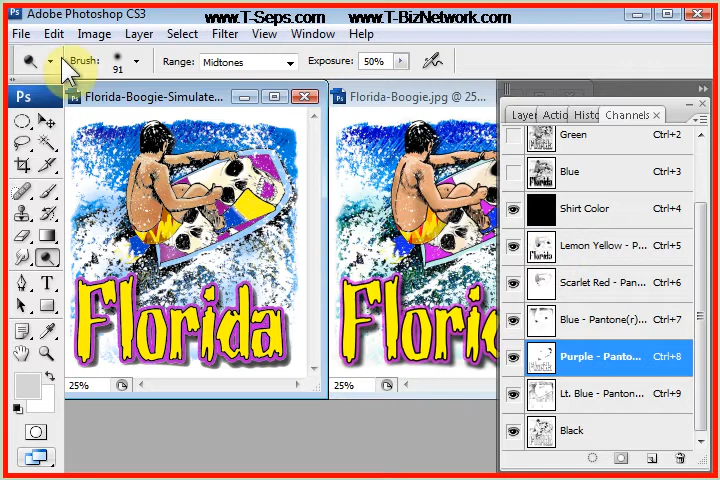 Adobe Photoshop CS3
www.T-Seps.com www.T-BizNetwork.com
File Edit Image Layer Select Filter View Window Help
Brush: 91 Range: Midtones Exposure: 50%
Ps
Florida-Boogie-Simulate...
Florida-Boogie.jpg @ 25...
Layer Actio Histo Channels ×
Green Ctrl+2
Blue Ctrl+3
Shirt Color Ctrl+4
Lemon Yellow - P... Ctrl+5
Scarlet Red - Pan... Ctrl+6
Blue - Pantone(r)... Ctrl+7
Purple - Panto... Ctrl+8
Lt. Blue - Panton... Ctrl+9
Black
Florida
Flori
25%
25%